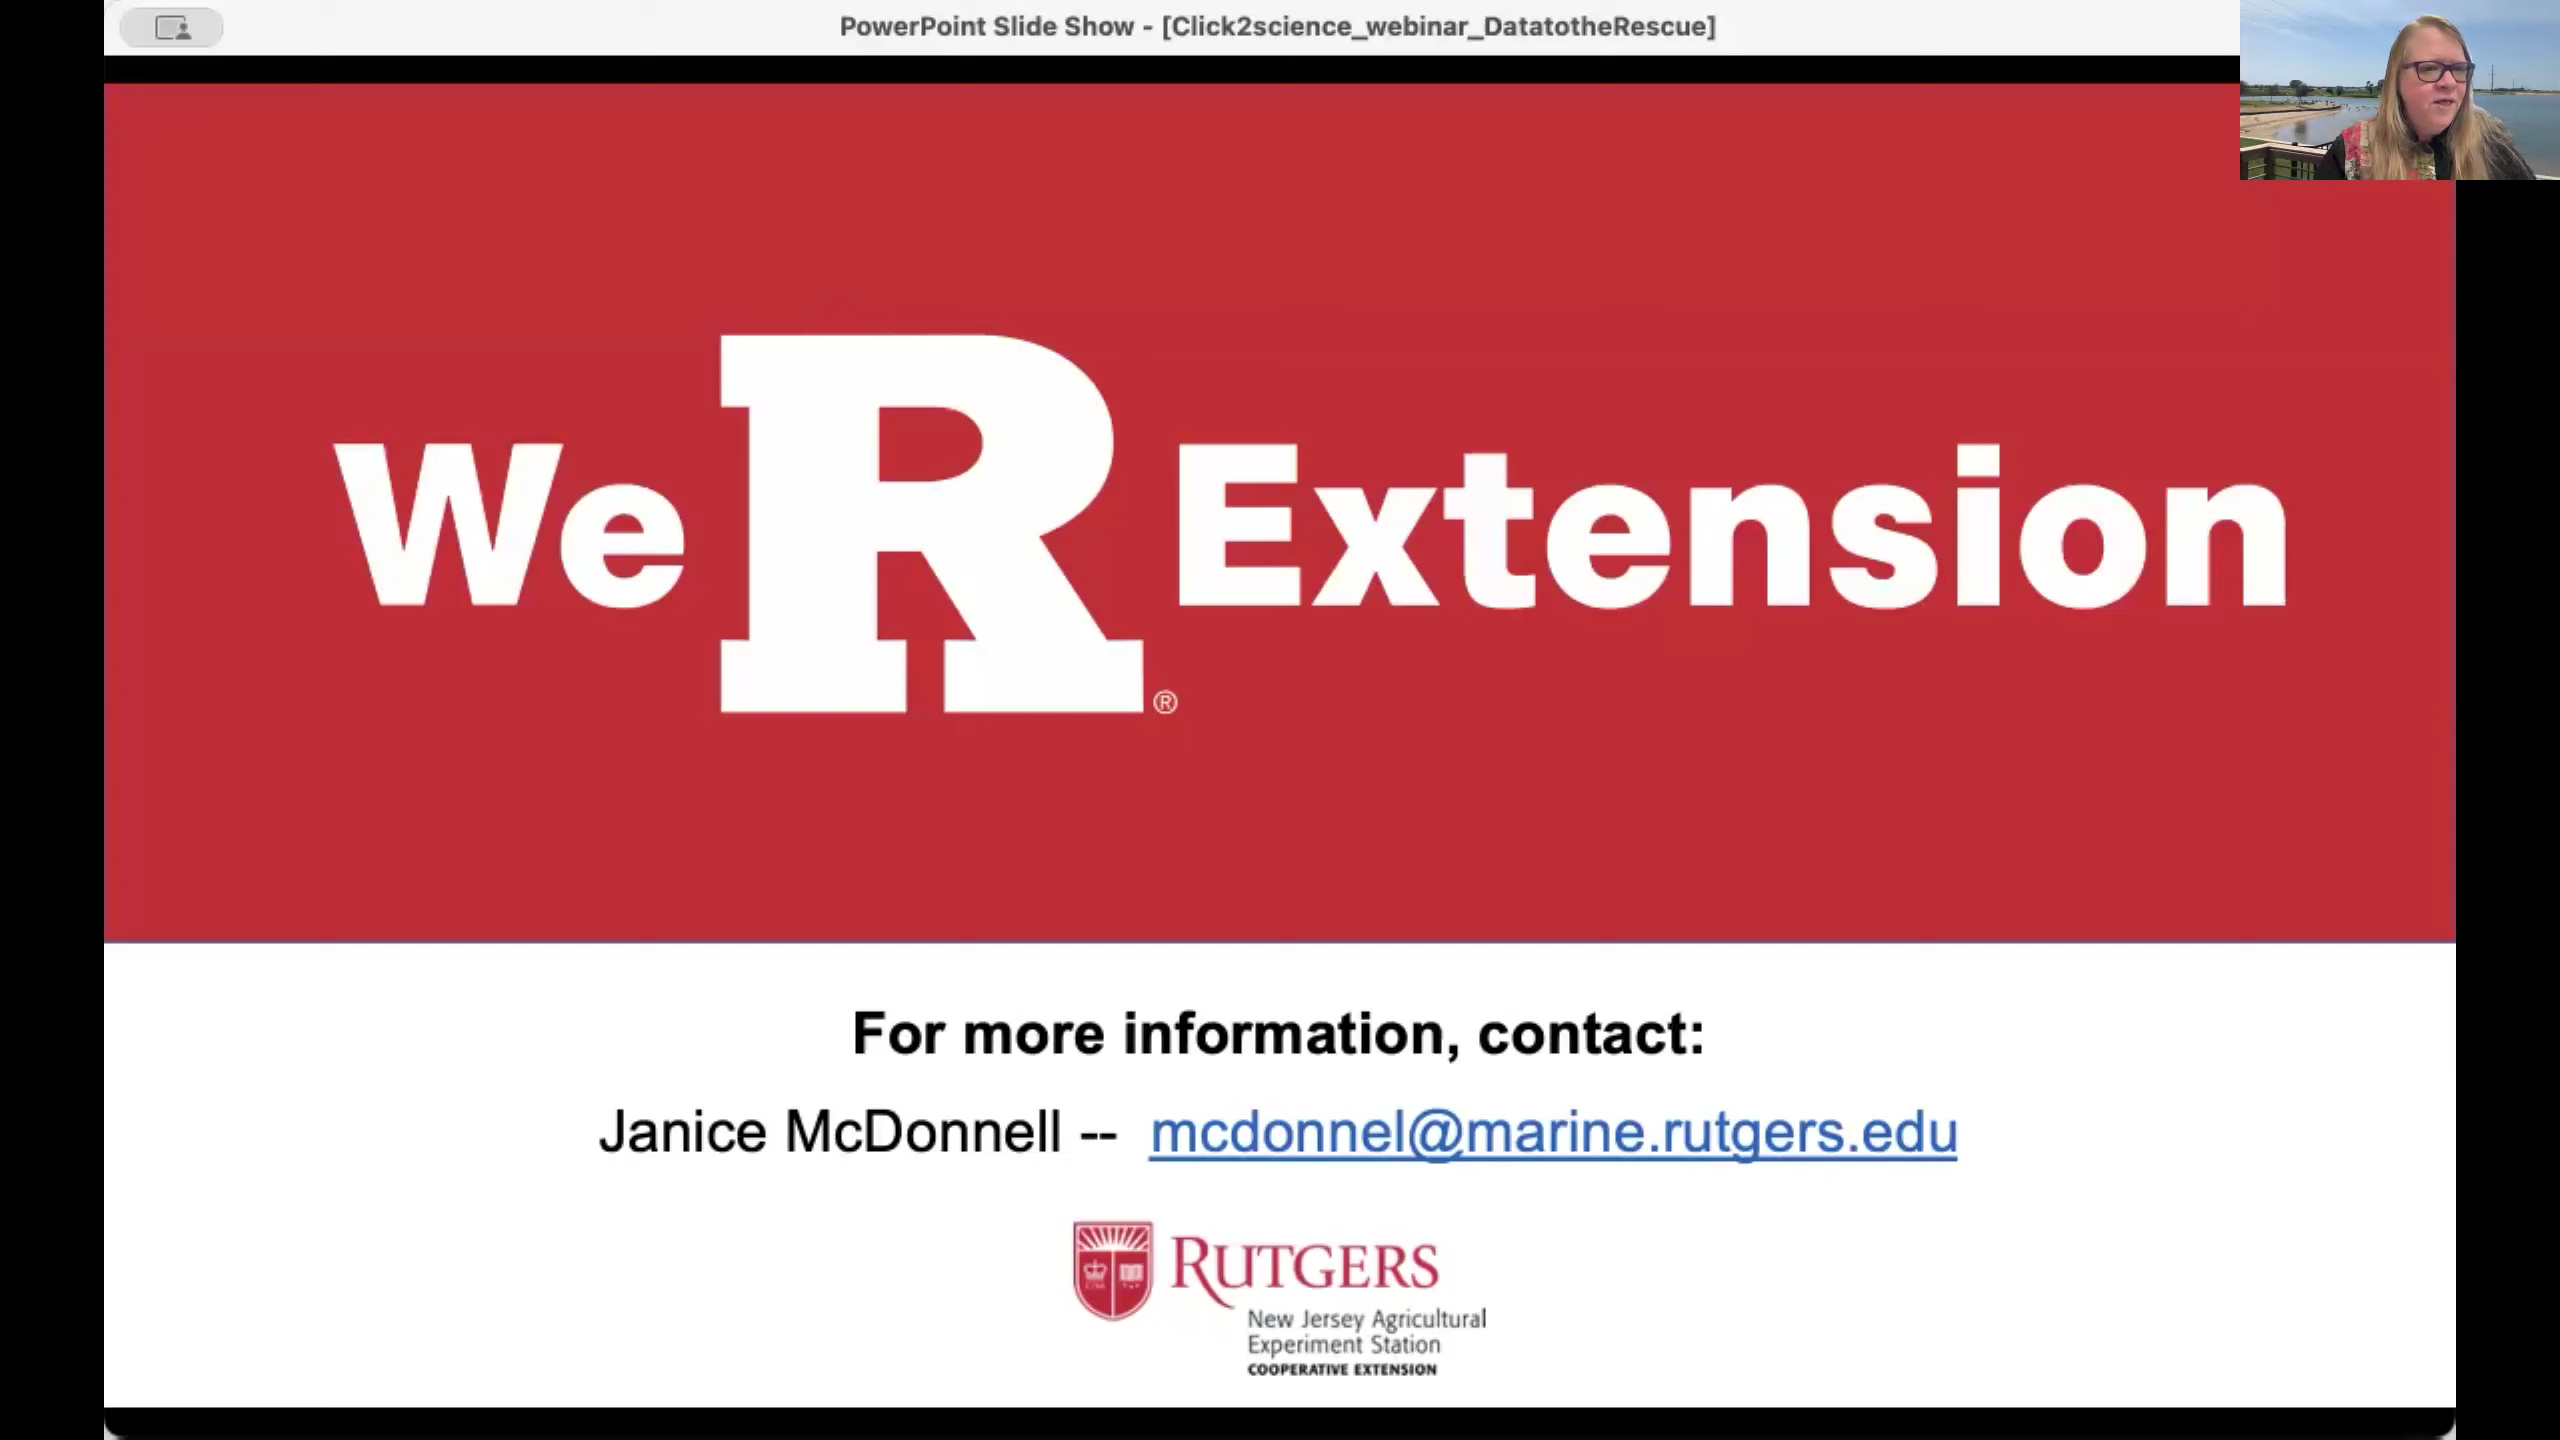 PowerPoint Slide Show - [Click2science_webinar_DatatotheRescue]
We R Extension
®
For more information, contact:
Janice McDonnell -- mcdonnel@marine.rutgers.edu
RUTGERS
New Jersey Agricultural
Experiment Station
COOPERATIVE EXTENSION